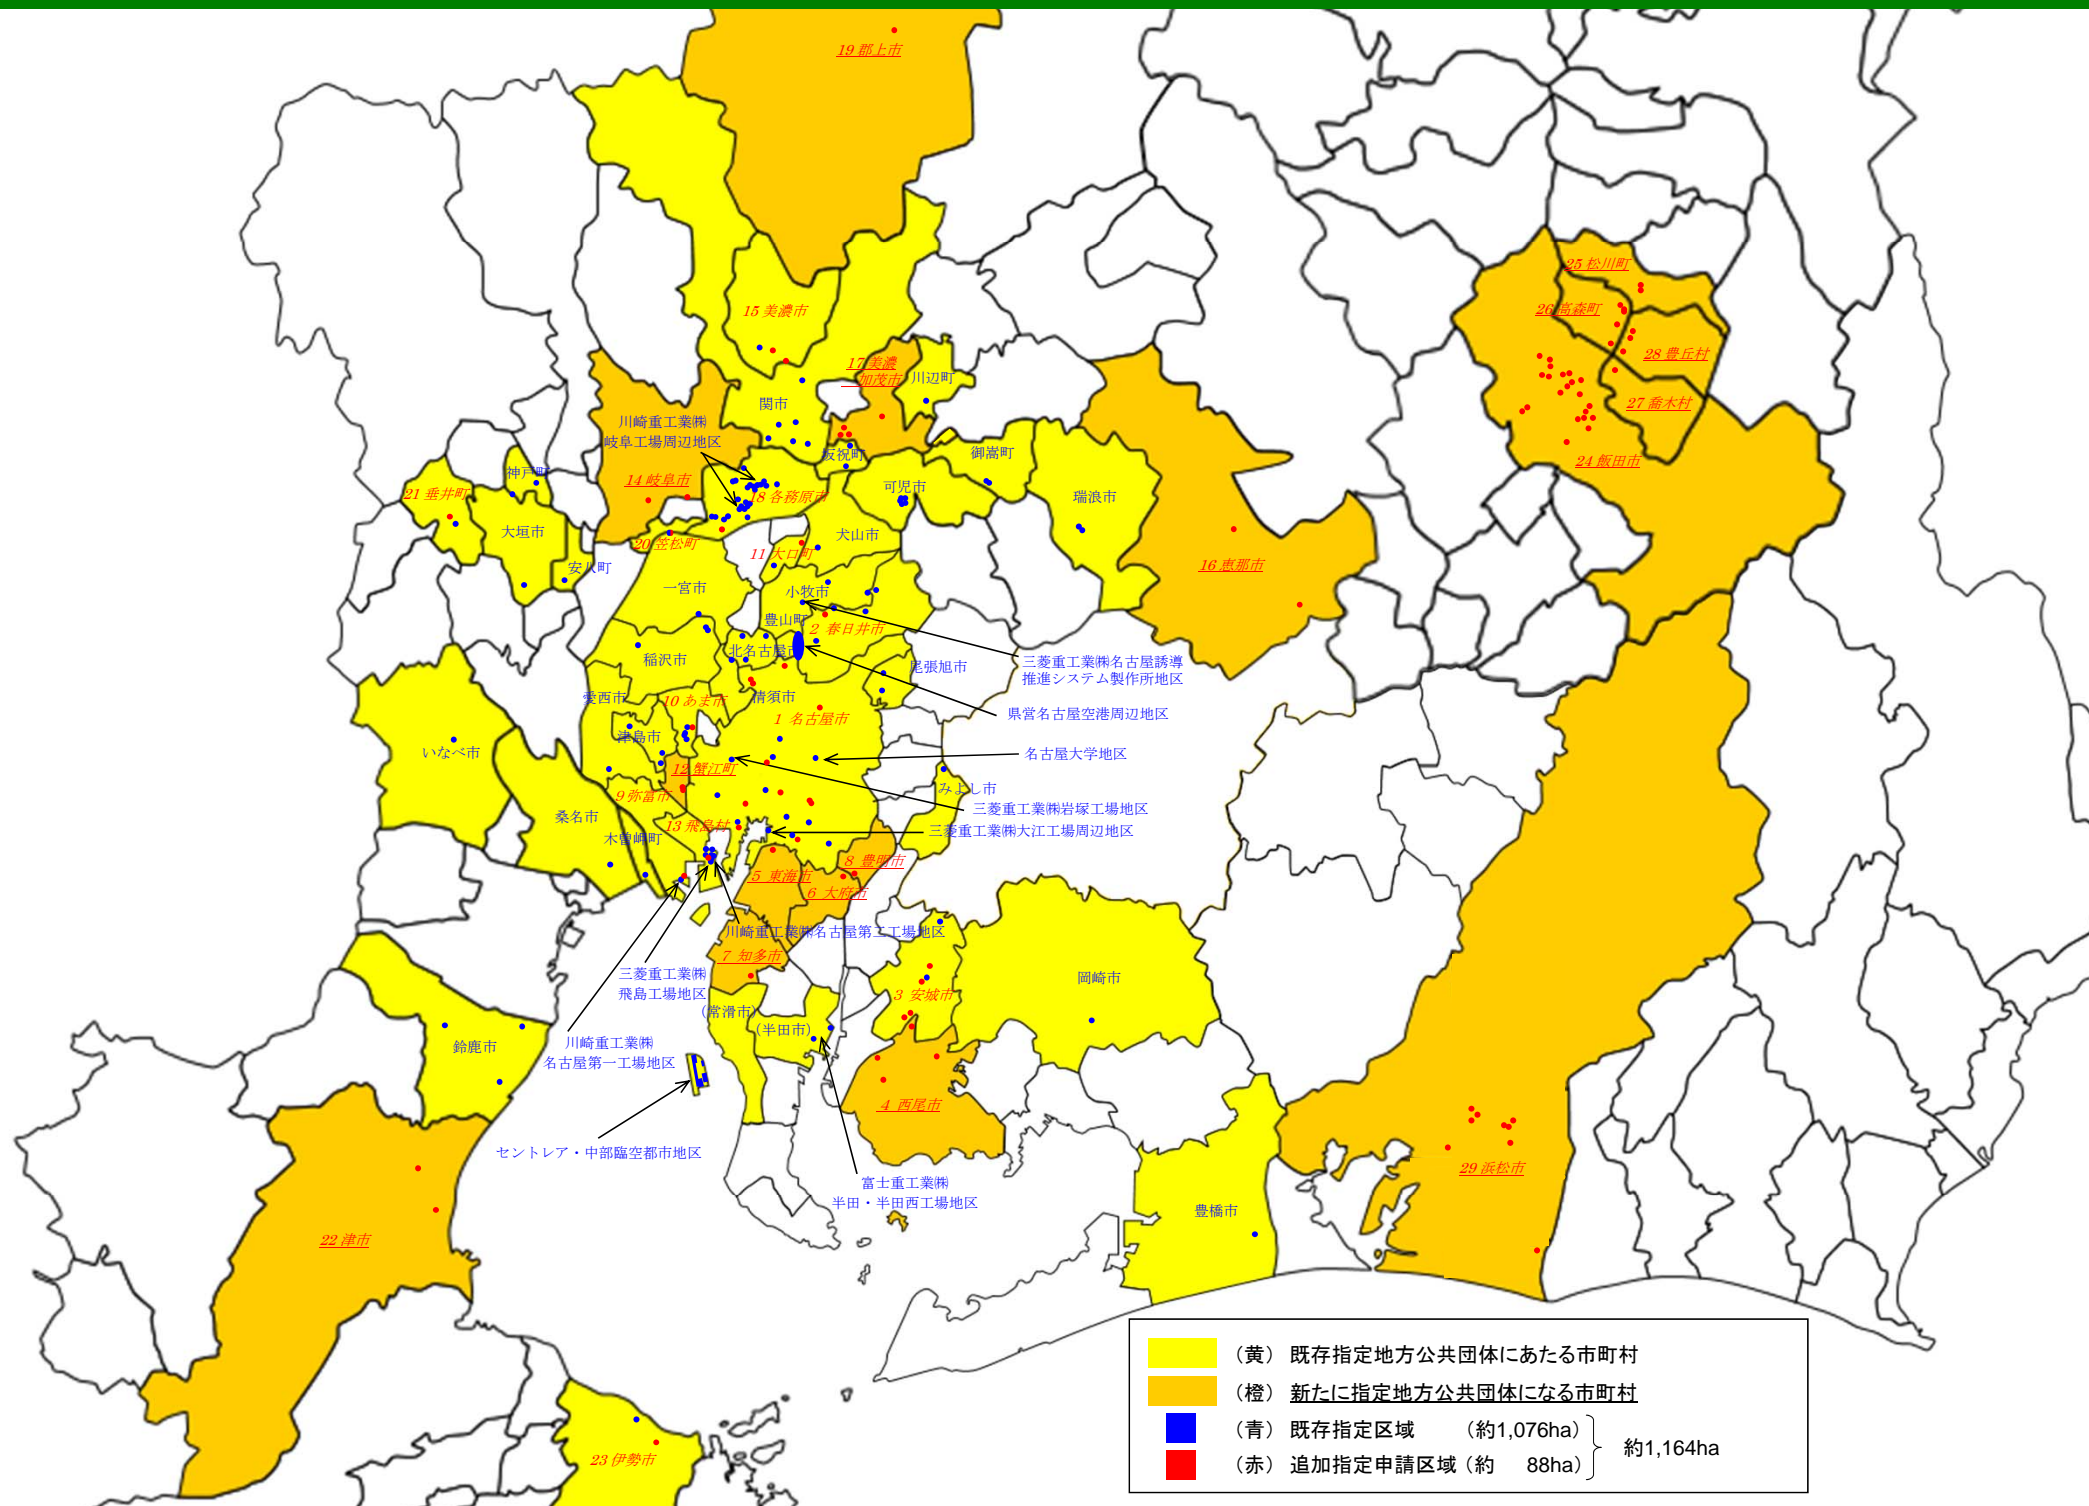 19 郡上市
15 美濃市
17 美濃
加茂市
川辺町
関市
川崎重工業㈱
岐阜工場周辺地区
坂祝町
御嵩町
神戸町
14 岐阜市
18 各務原市
可児市
瑞浪市
21 垂井町
大垣市
20 笠松町
犬山市
11 大口町
安八町
一宮市
小牧市
16 恵那市
豊山町
2 春日井市
北名古屋市
稲沢市
尾張旭市
三菱重工業㈱名古屋誘導
推進システム製作所地区
愛西市
10 あま市
清須市
1 名古屋市
県営名古屋空港周辺地区
津島市
いなべ市
名古屋大学地区
12 蟹江町
みよし市
9 弥富市
三菱重工業㈱岩塚工場地区
桑名市
13 飛島村
三菱重工業㈱大江工場周辺地区
木曽岬町
8 豊明市
5 東海市
6 大府市
川崎重工業㈱名古屋第二工場地区
7 知多市
三菱重工業㈱
飛島工場地区
岡崎市
3 安城市
(常滑市)
(半田市)
川崎重工業㈱
名古屋第一工場地区
鈴鹿市
4 西尾市
セントレア・中部臨空都市地区
富士重工業㈱
半田・半田西工場地区
豊橋市
22 津市
23 伊勢市
25 松川町
26 高森町
28 豊丘村
27 喬木村
24 飯田市
29 浜松市
（黄） 既存指定地方公共団体にあたる市町村
（橙） 新たに指定地方公共団体になる市町村
（青） 既存指定区域 （約1,076ha）
（赤） 追加指定申請区域（約 88ha）
約1,164ha